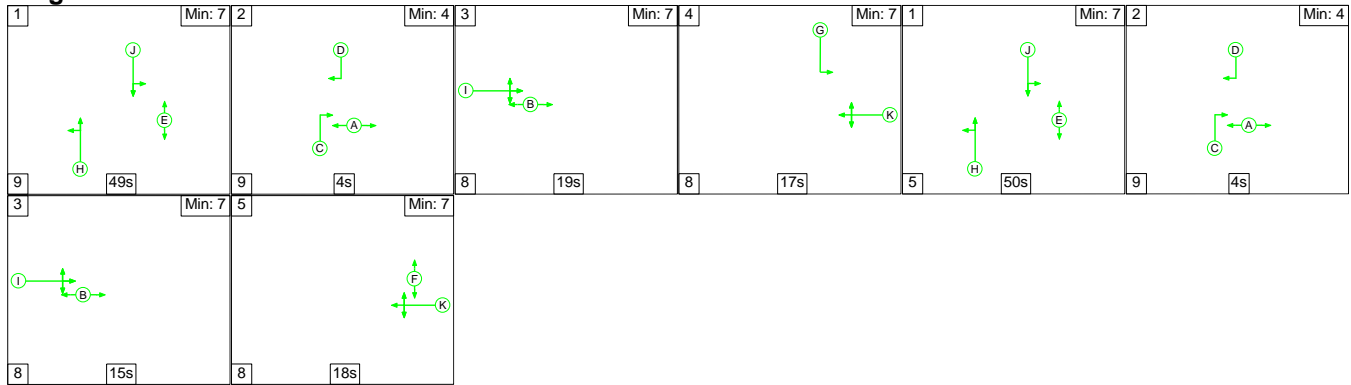 1 Min: 7 2 Min: 4 3 Min: 7 4 Min: 7 1 Min: 7 2 Min: 4
J D G J D
I B
E A K E A
C C
H H
9 49s 9 4s 8 19s 8 17s 5 50s 9 4s
3 Min: 7 5 Min: 7
I B F
K
8 15s 8 18s